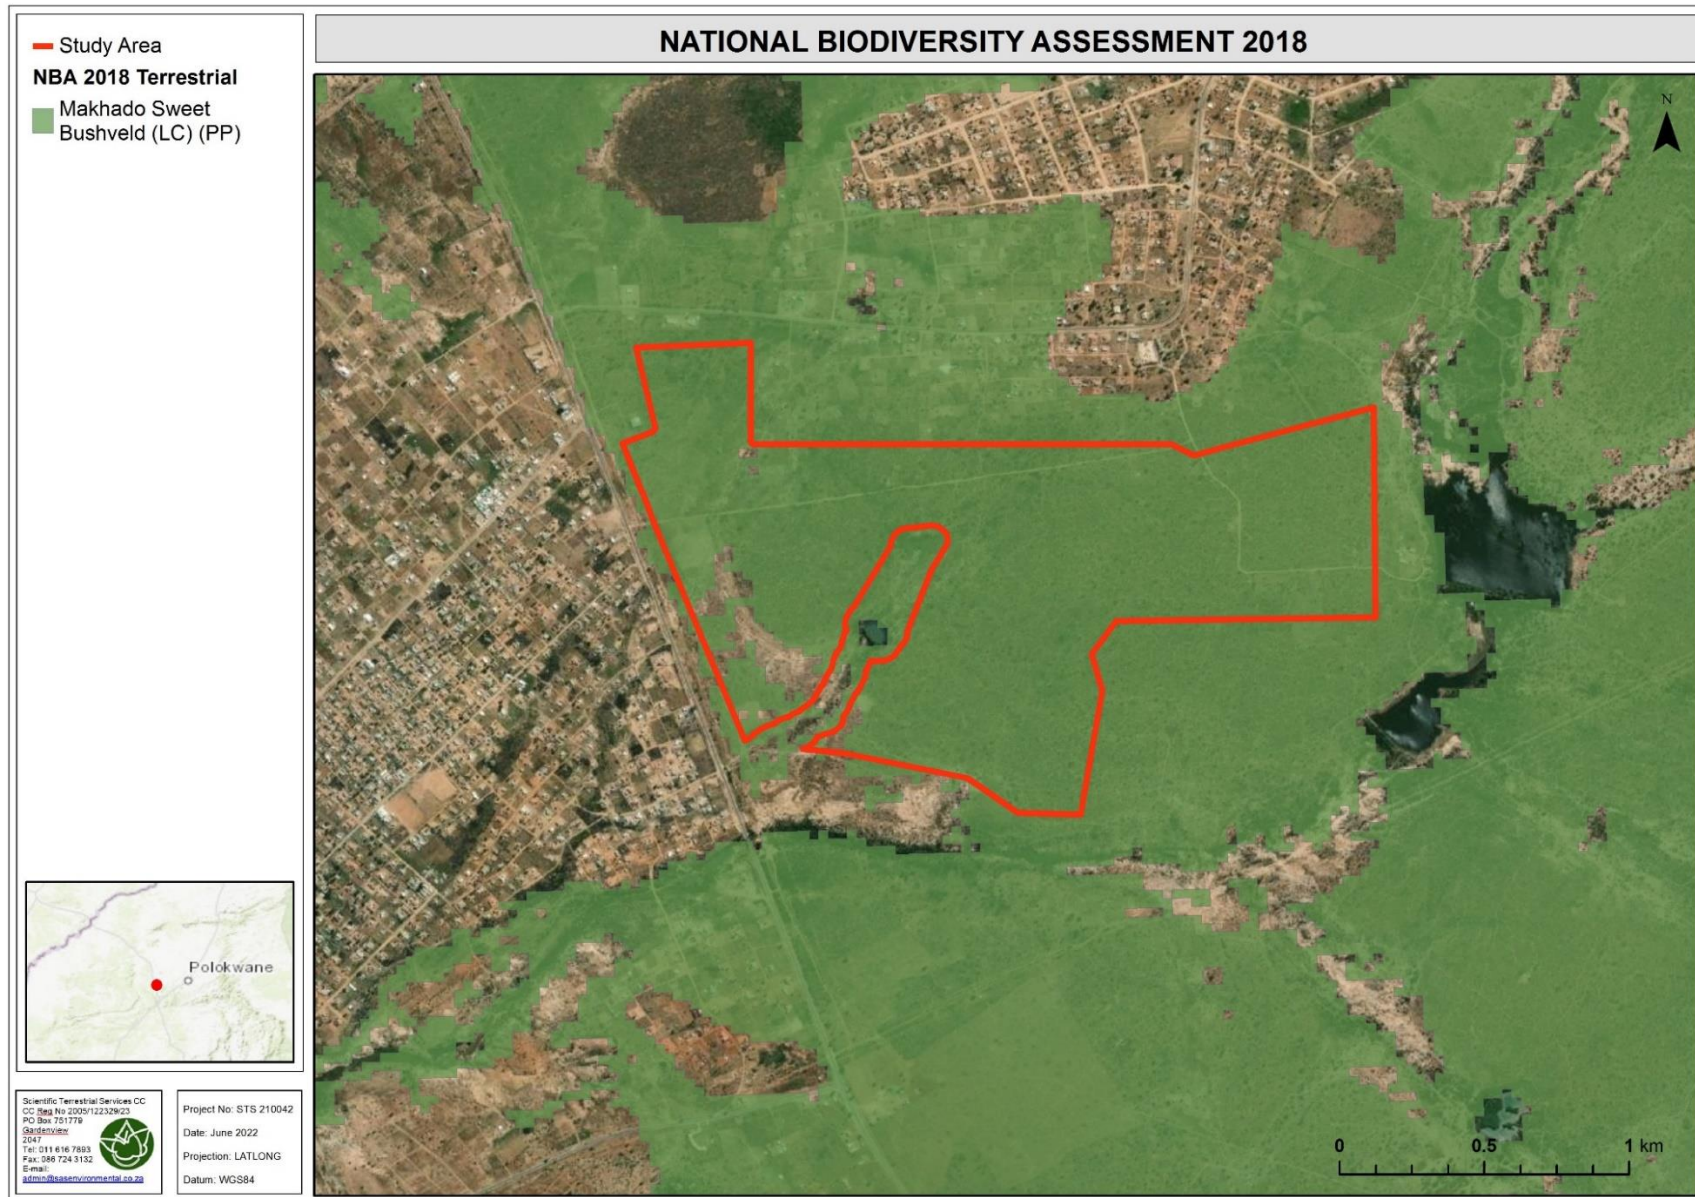 NATIONAL BIODIVERSITY ASSESSMENT 2018
Study Area
NBA 2018 Terrestrial
Makhado Sweet
Bushveld (LC) (PP)
N
Polokwane
0 0.5 1 km
Scientific Terrestrial Services CC
CC Reg No 2005/122329/23
PO Box 751779
Gardenview
2047
Tel: 011 616 7893
Fax: 086 724 3132
E-mail:
admin@sasenvironmental.co.za
Project No: STS 210042
Date: June 2022
Projection: LATLONG
Datum: WGS84